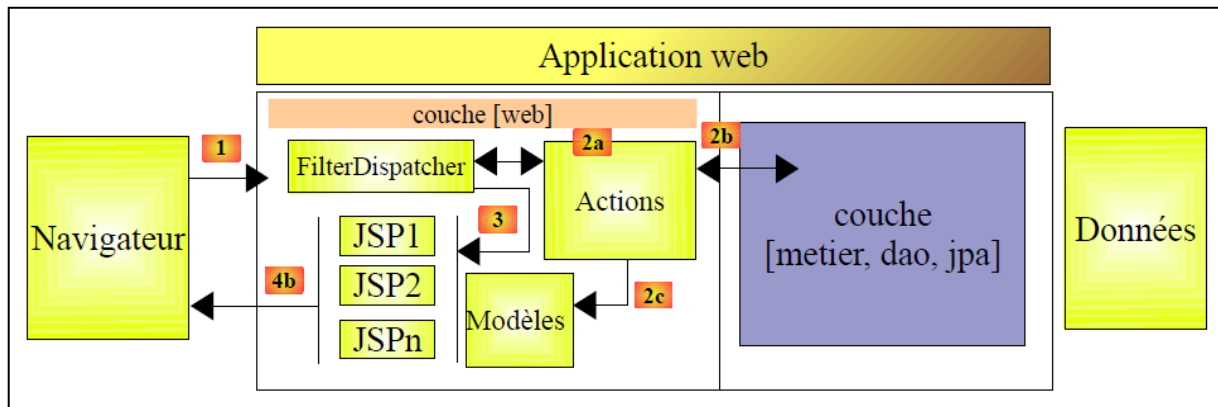 Application web
couche [web]
1
2a
2b
FilterDispatcher
Navigateur
Actions
3
JSP1
JSP2
JSPn
4b
Modèles
2c
couche
[metier, dao, jpa]
Données